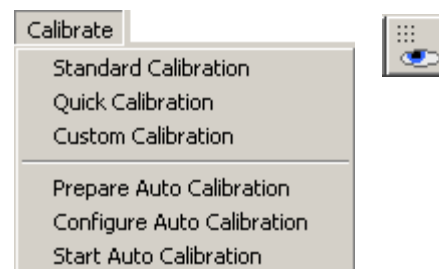 Calibrate
Standard Calibration
Quick Calibration
Custom Calibration
Prepare Auto Calibration
Configure Auto Calibration
Start Auto Calibration